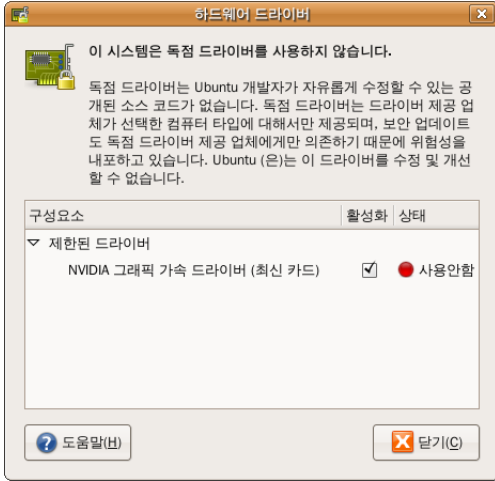 하드웨어 드라이버
이 시스템은 독점 드라이버를 사용하지 않습니다.
독점 드라이버는 Ubuntu 개발자가 자유롭게 수정할 수 있는 공
개된 소스 코드가 없습니다. 독점 드라이버는 드라이버 제공 업
체가 선택한 컴퓨터 타입에 대해서만 제공되며, 보안 업데이트
도 독점 드라이버 제공 업체에게만 의존하기 때문에 위험성을
내포하고 있습니다. Ubuntu (은)는 이 드라이버를 수정 및 개선
할 수 없습니다.
구성요소 활성화 상태
제한된 드라이버
NVIDIA 그래픽 가속 드라이버 (최신 카드) 사용안함
도움말(H) 닫기(C)